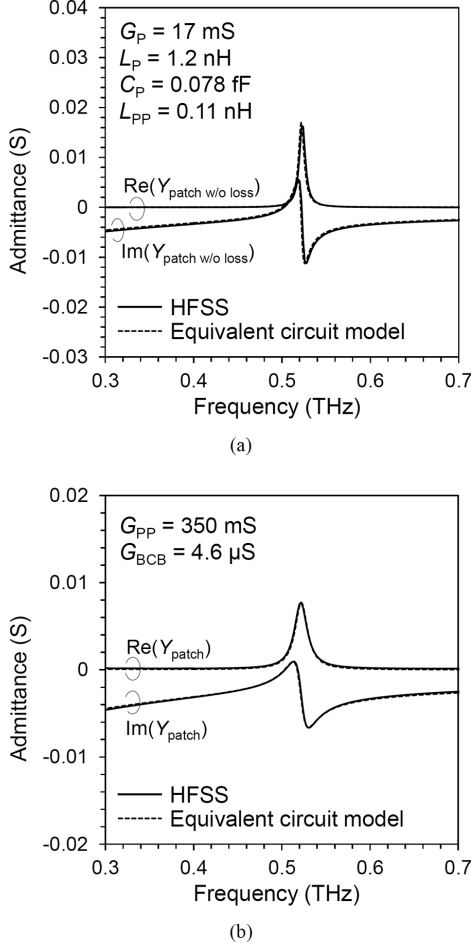 0.04
0.03
0.02
0.01
0
-0.01
-0.02
-0.03
Admittance (S)
G_P = 17 mS
L_P = 1.2 nH
C_P = 0.078 fF
L_PP = 0.11 nH
Re(Y_patch w/o loss)
Im(Y_patch w/o loss)
HFSS
Equivalent circuit model
0.3 0.4 0.5 0.6 0.7
Frequency (THz)
(a)
0.02
0.01
0
-0.01
-0.02
Admittance (S)
G_PP = 350 mS
G_BCB = 4.6 μS
Re(Y_patch)
Im(Y_patch)
HFSS
Equivalent circuit model
0.3 0.4 0.5 0.6 0.7
Frequency (THz)
(b)